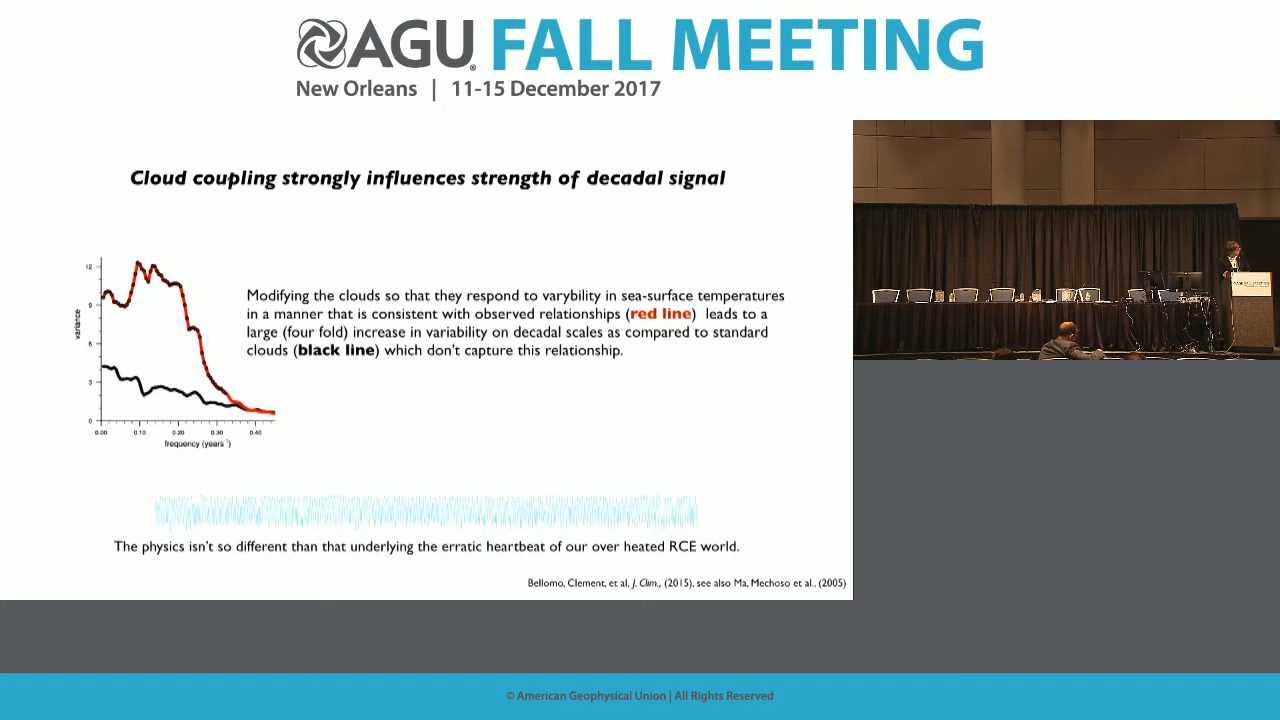 AGU FALL MEETING
New Orleans | 11-15 December 2017
Cloud coupling strongly influences strength of decadal signal
Modifying the clouds so that they respond to varybility in sea-surface temperatures
in a manner that is consistent with observed relationships (red line) leads to a
large (four fold) increase in variability on decadal scales as compared to standard
clouds (black line) which don't capture this relationship.
variance
12
9
6
3
0
0.00 0.10 0.20 0.30 0.40
frequency (years⁻¹)
The physics isn't so different than that underlying the erratic heartbeat of our over heated RCE world.
Bellomo, Clement, et al, J. Clim., (2015), see also Ma, Mechoso et al., (2005)
FALL MEETING
© American Geophysical Union | All Rights Reserved